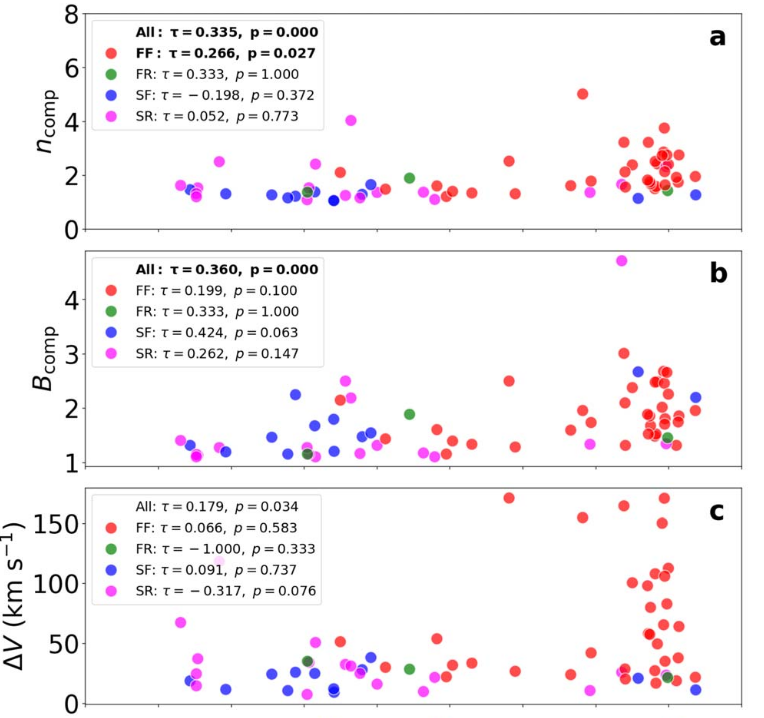 8
6
4
2
0
n_comp
All: τ = 0.335, p = 0.000
FF: τ = 0.266, p = 0.027
FR: τ = 0.333, p = 1.000
SF: τ = −0.198, p = 0.372
SR: τ = 0.052, p = 0.773
a
4
3
2
1
B_comp
All: τ = 0.360, p = 0.000
FF: τ = 0.199, p = 0.100
FR: τ = 0.333, p = 1.000
SF: τ = 0.424, p = 0.063
SR: τ = 0.262, p = 0.147
b
150
100
50
0
ΔV (km s⁻¹)
All: τ = 0.179, p = 0.034
FF: τ = 0.066, p = 0.583
FR: τ = −1.000, p = 0.333
SF: τ = 0.091, p = 0.737
SR: τ = −0.317, p = 0.076
c